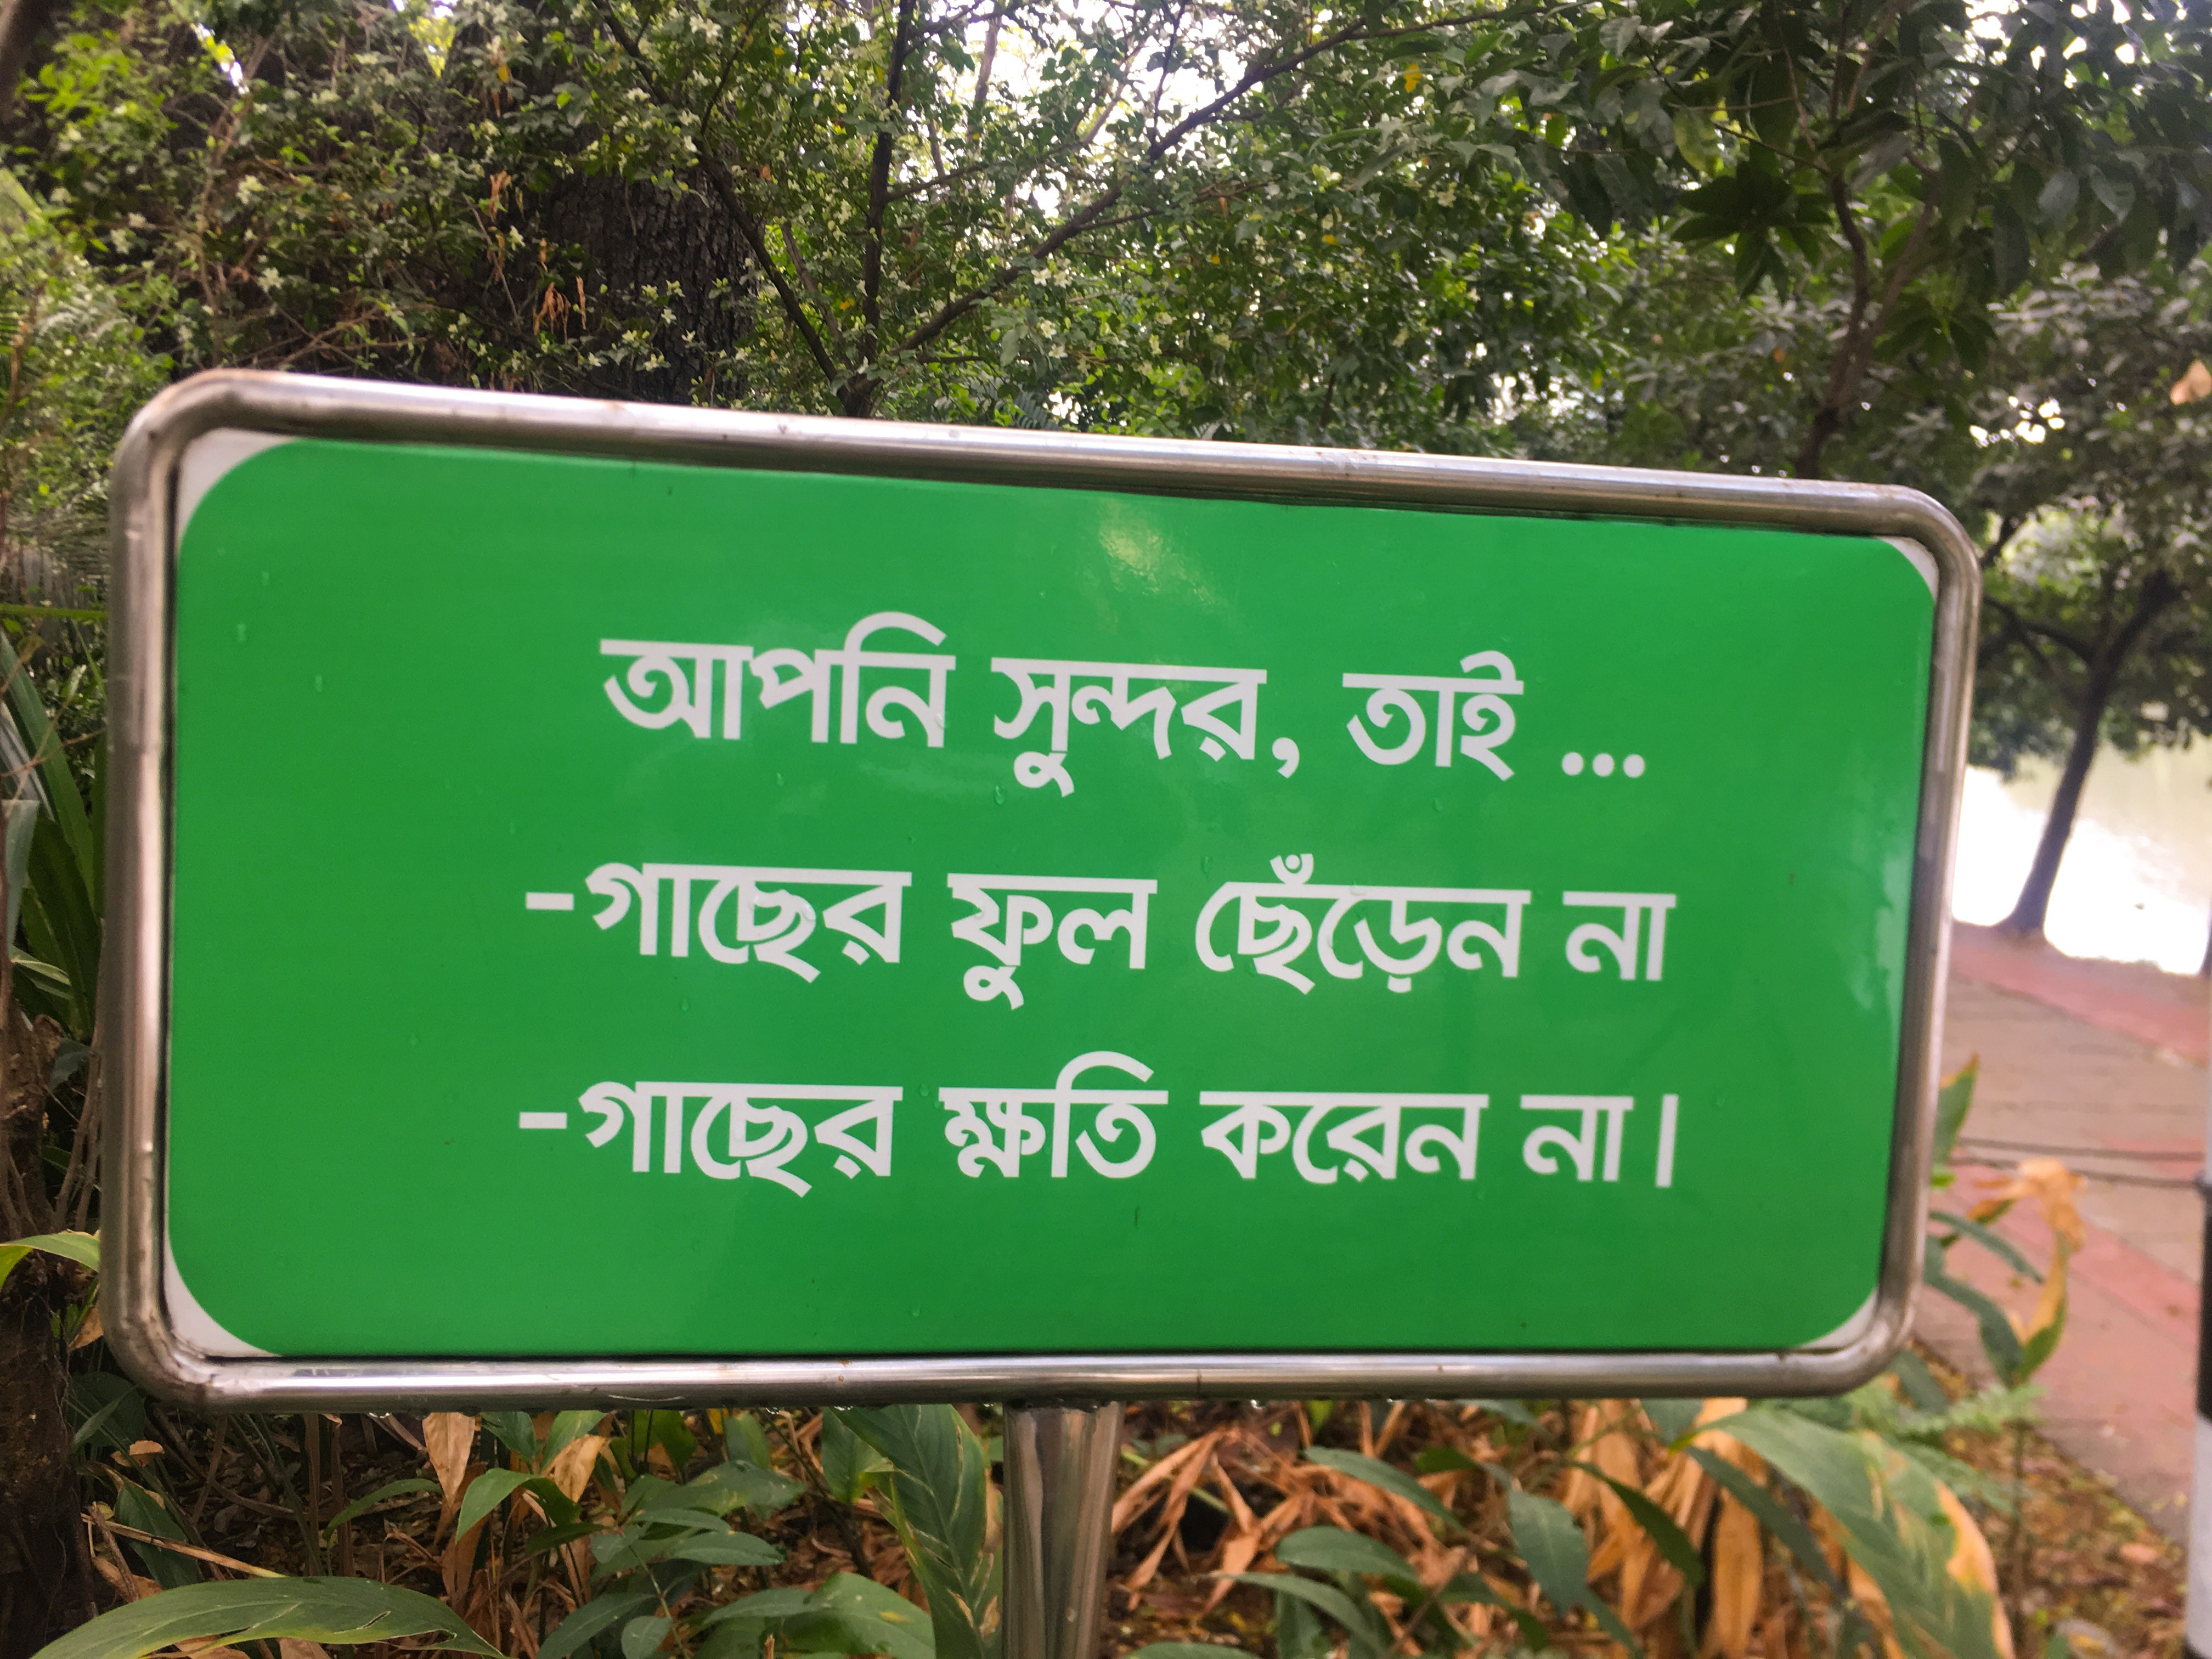 আপনি সুন্দর, তাই ...
-গাছের ফুল ছেঁড়েন না
-গাছের ক্ষতি করেন না।